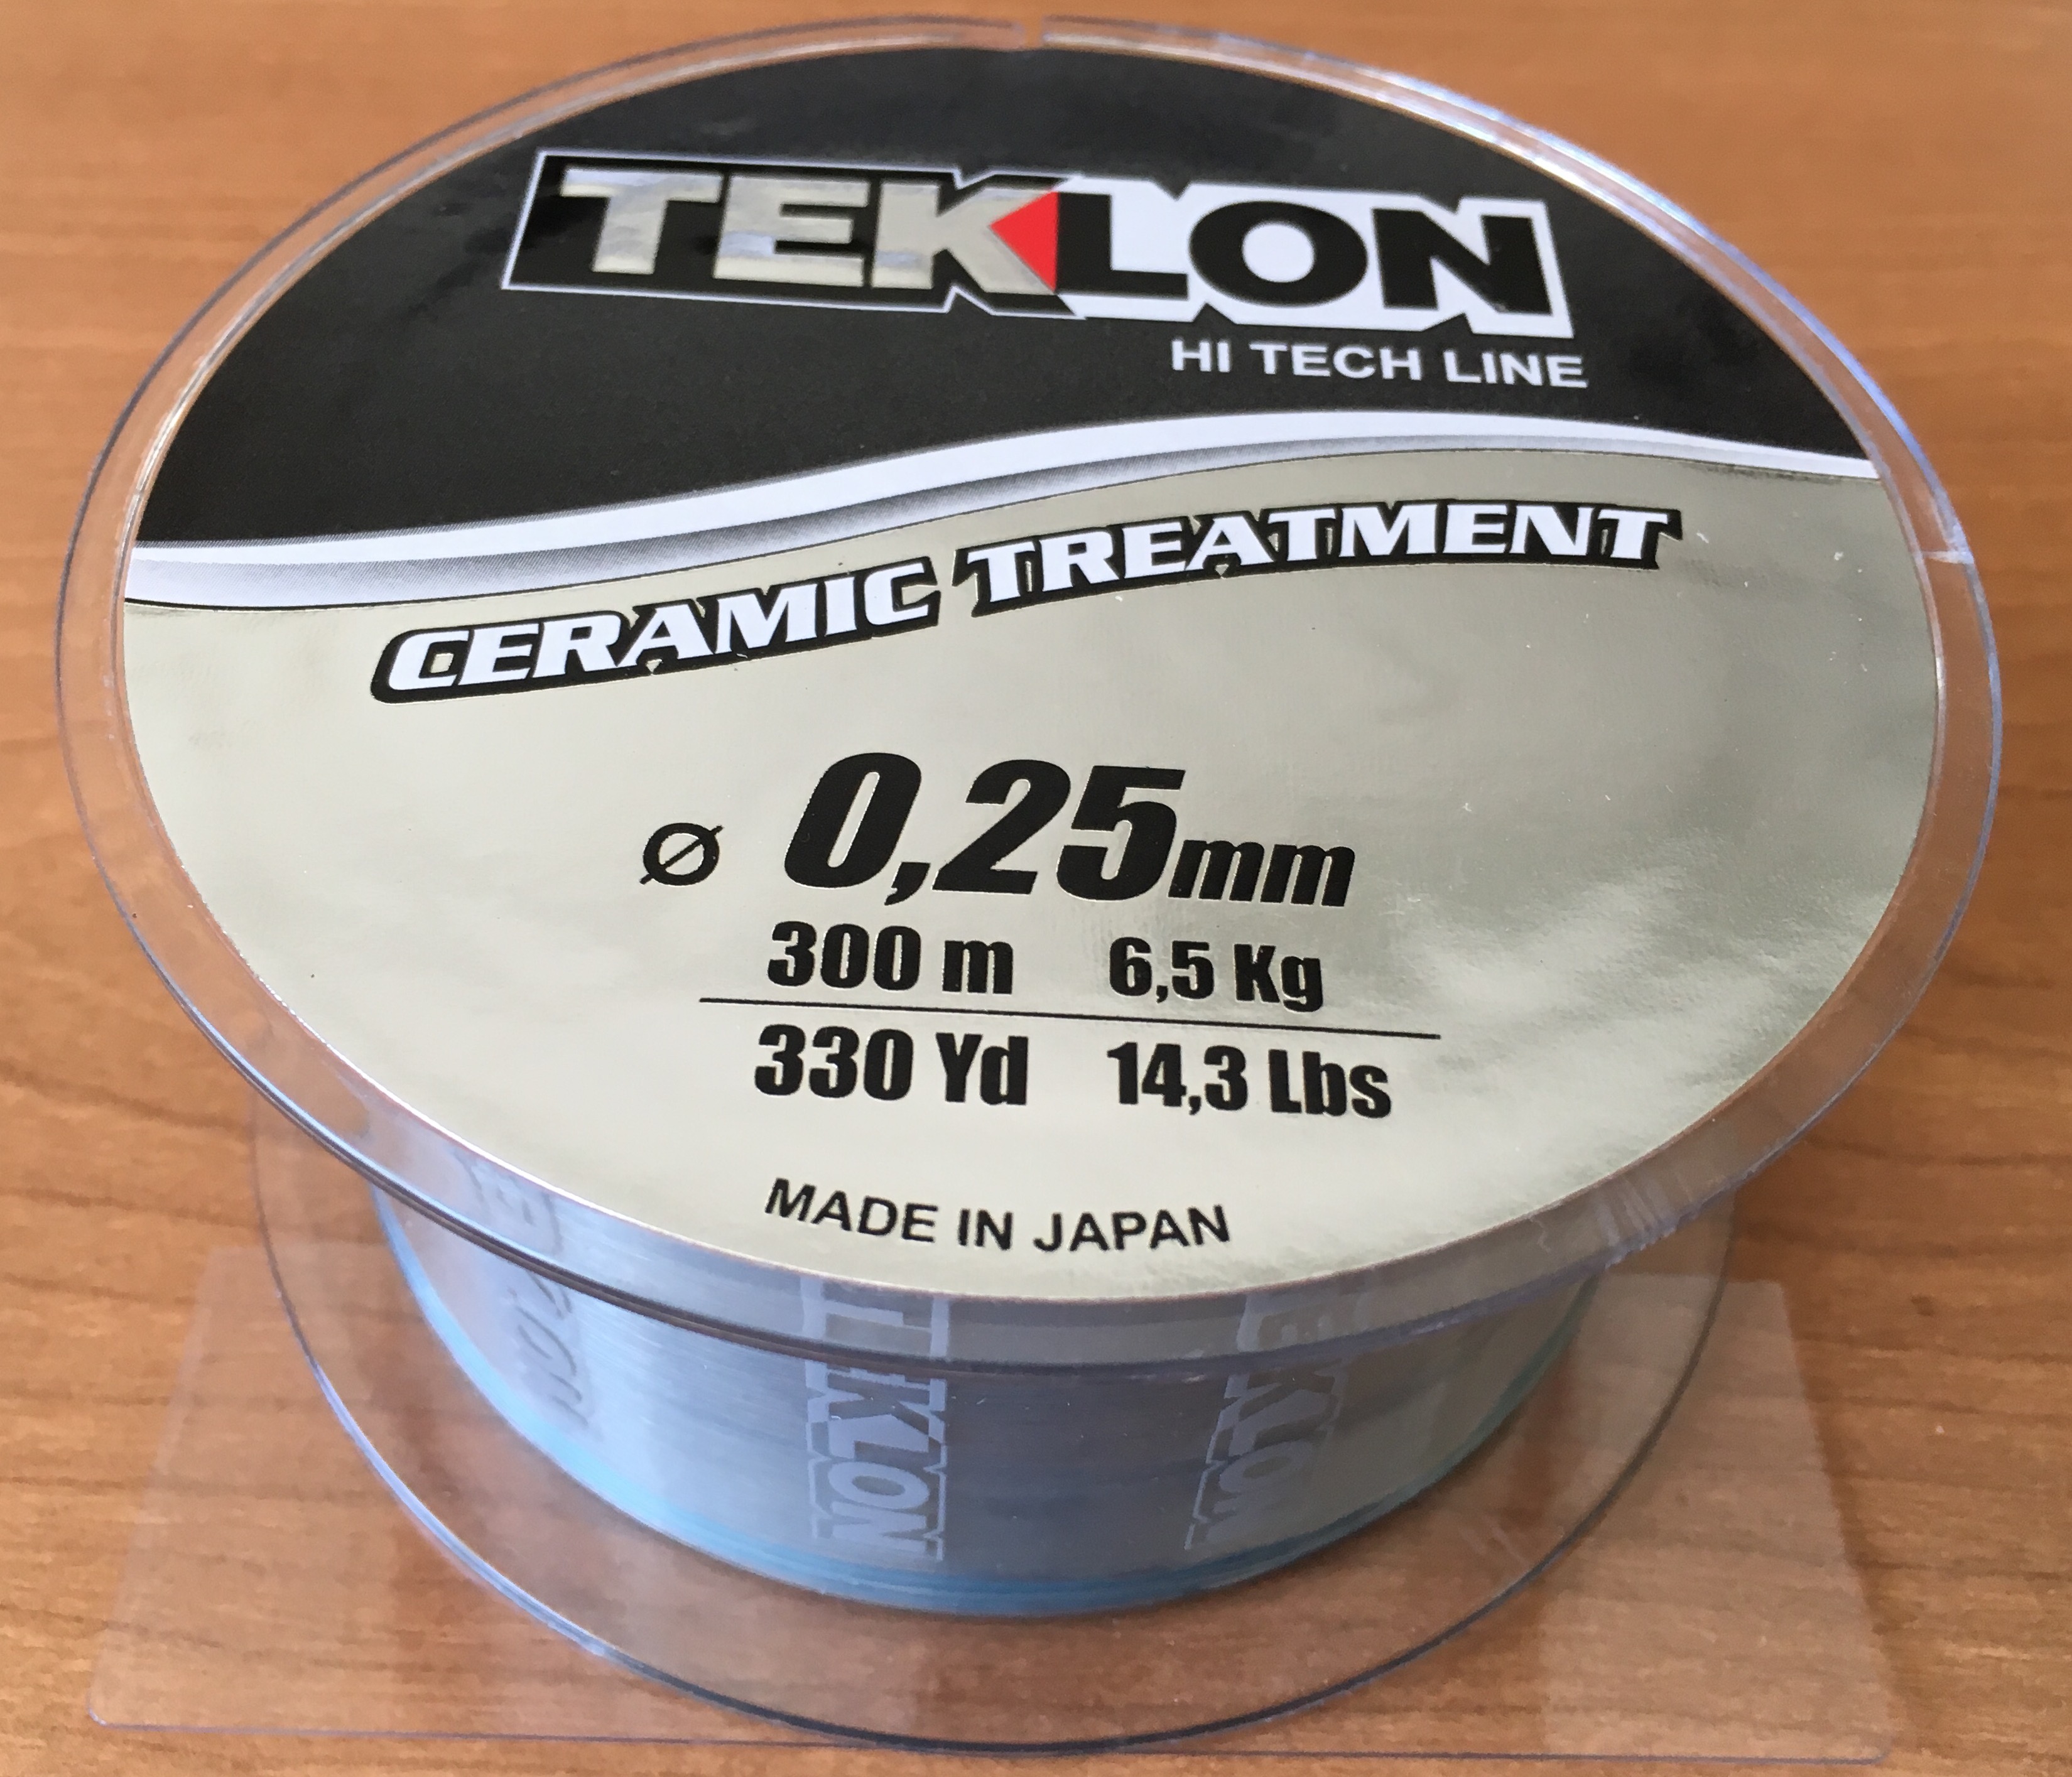 TEKLON
HI TECH LINE
CERAMIC TREATMENT
ø 0,25mm
300 m 6,5 Kg
330 Yd 14,3 Lbs
MADE IN JAPAN
TEKLON
TEKLON